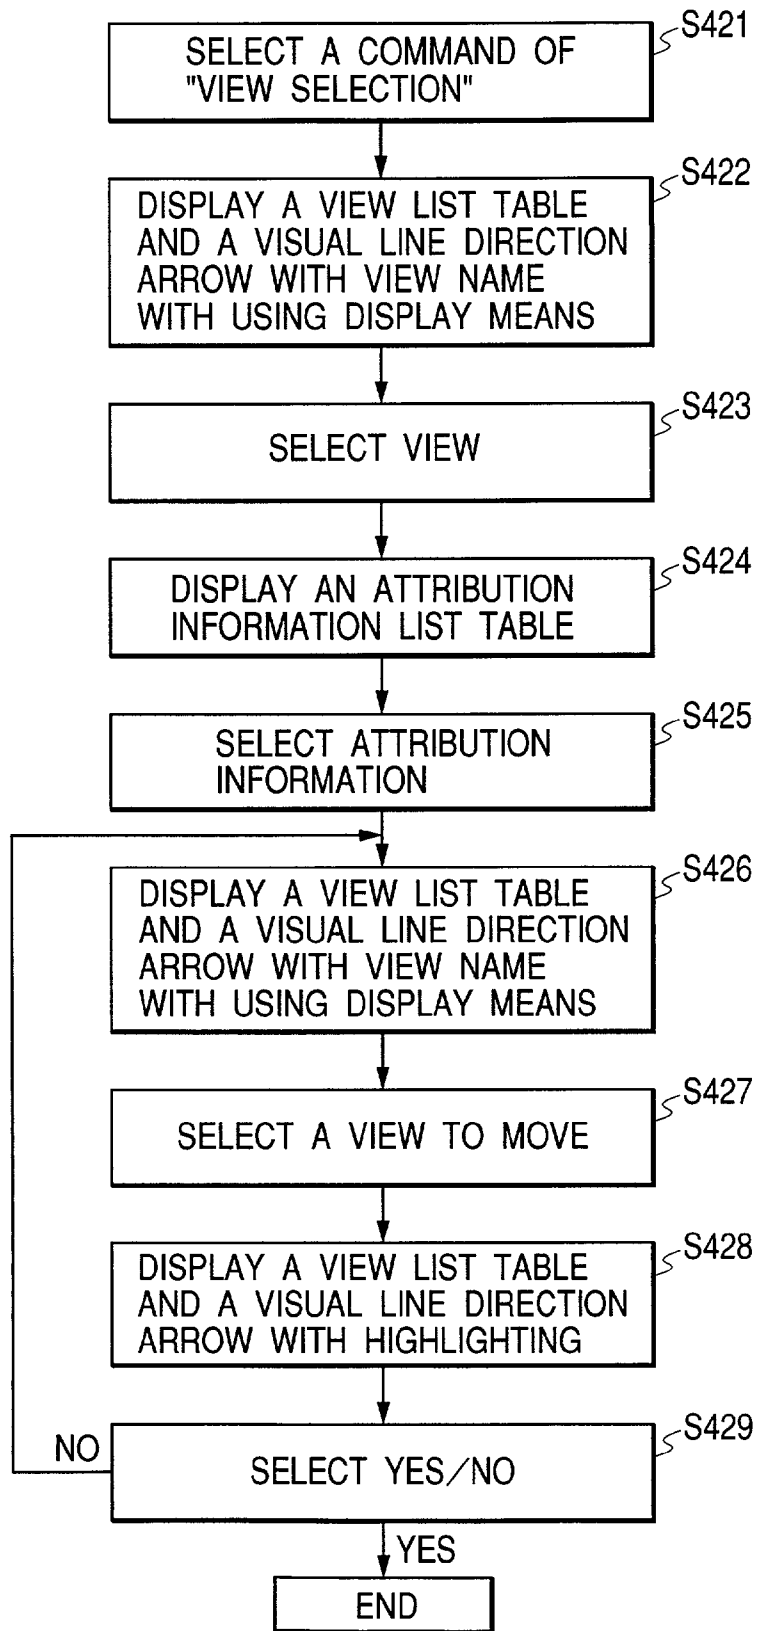 S421
SELECT A COMMAND OF
"VIEW SELECTION"
S422
DISPLAY A VIEW LIST TABLE
AND A VISUAL LINE DIRECTION
ARROW WITH VIEW NAME
WITH USING DISPLAY MEANS
S423
SELECT VIEW
S424
DISPLAY AN ATTRIBUTION
INFORMATION LIST TABLE
S425
SELECT ATTRIBUTION
INFORMATION
S426
DISPLAY A VIEW LIST TABLE
AND A VISUAL LINE DIRECTION
ARROW WITH VIEW NAME
WITH USING DISPLAY MEANS
S427
SELECT A VIEW TO MOVE
S428
DISPLAY A VIEW LIST TABLE
AND A VISUAL LINE DIRECTION
ARROW WITH HIGHLIGHTING
S429
NO
SELECT YES/NO
YES
END